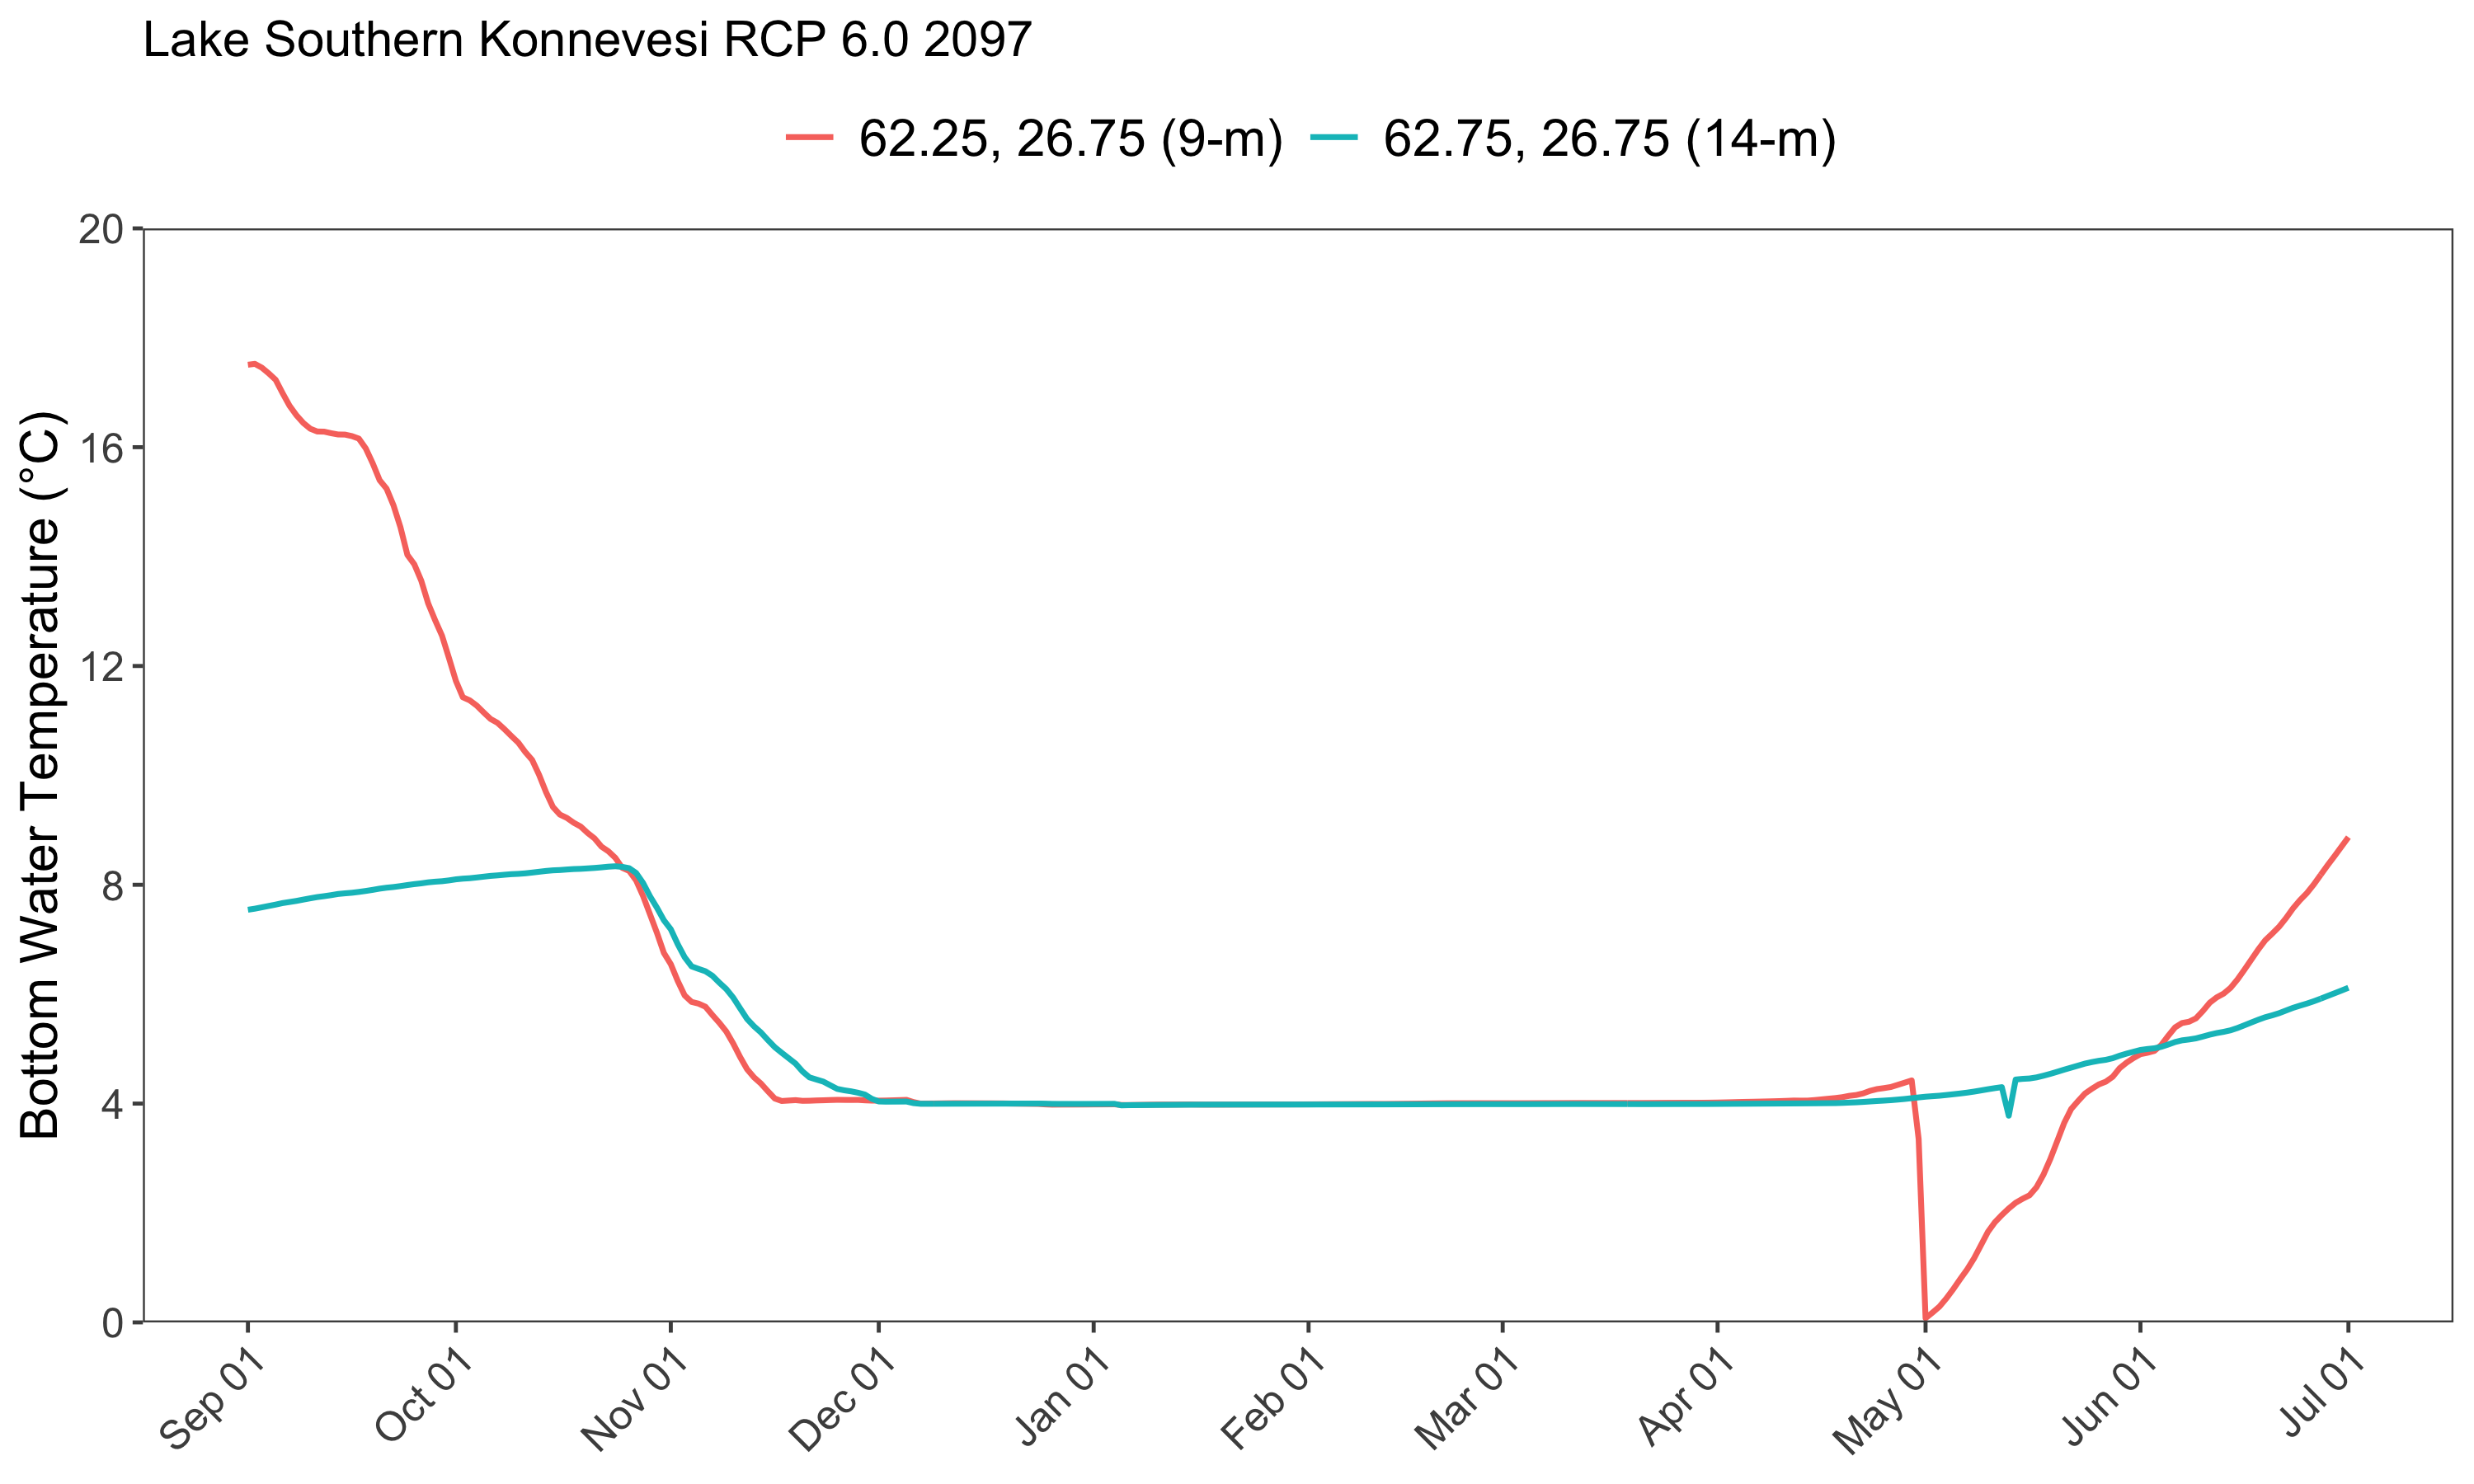 Lake Southern Konnevesi RCP 6.0 2097
62.25, 26.75 (9-m) 62.75, 26.75 (14-m)
Bottom Water Temperature (°C)
20
16
12
8
4
0
Sep 01 Oct 01 Nov 01 Dec 01 Jan 01 Feb 01 Mar 01 Apr 01 May 01 Jun 01 Jul 01